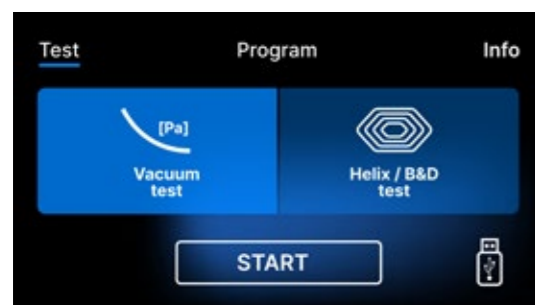 Test Program Info
[Pa]
Vacuum
test
Helix / B&D
test
START